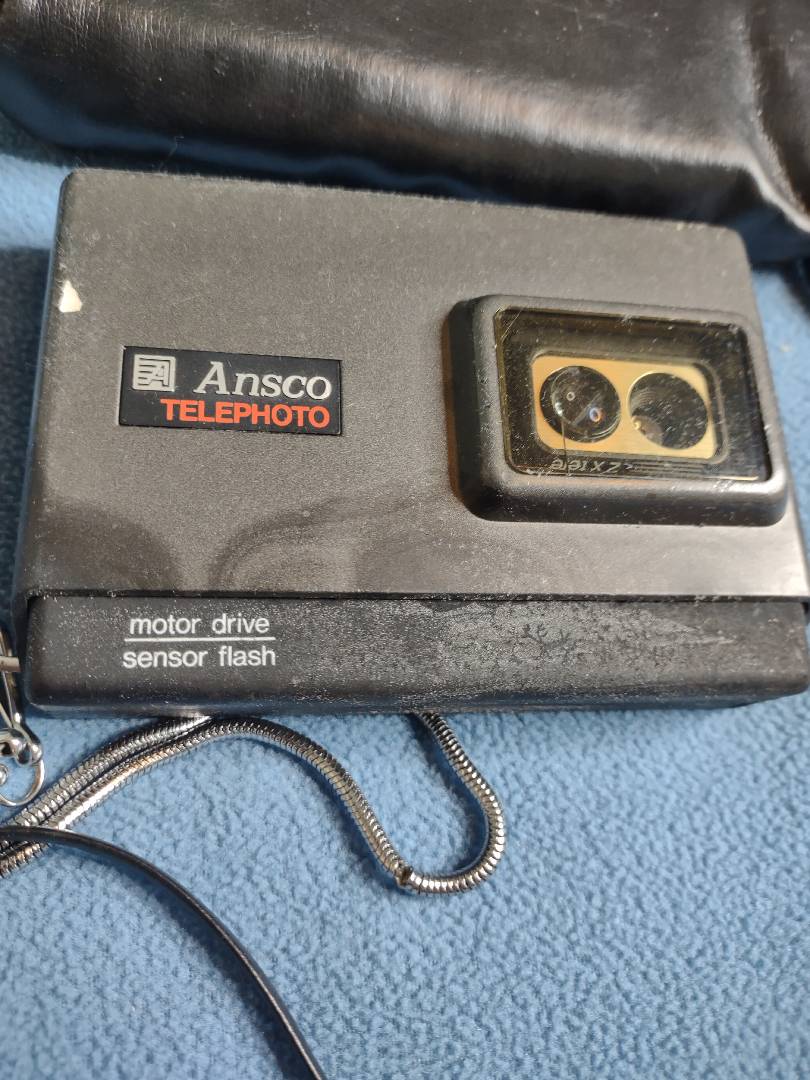 Ansco
TELEPHOTO
motor drive
sensor flash